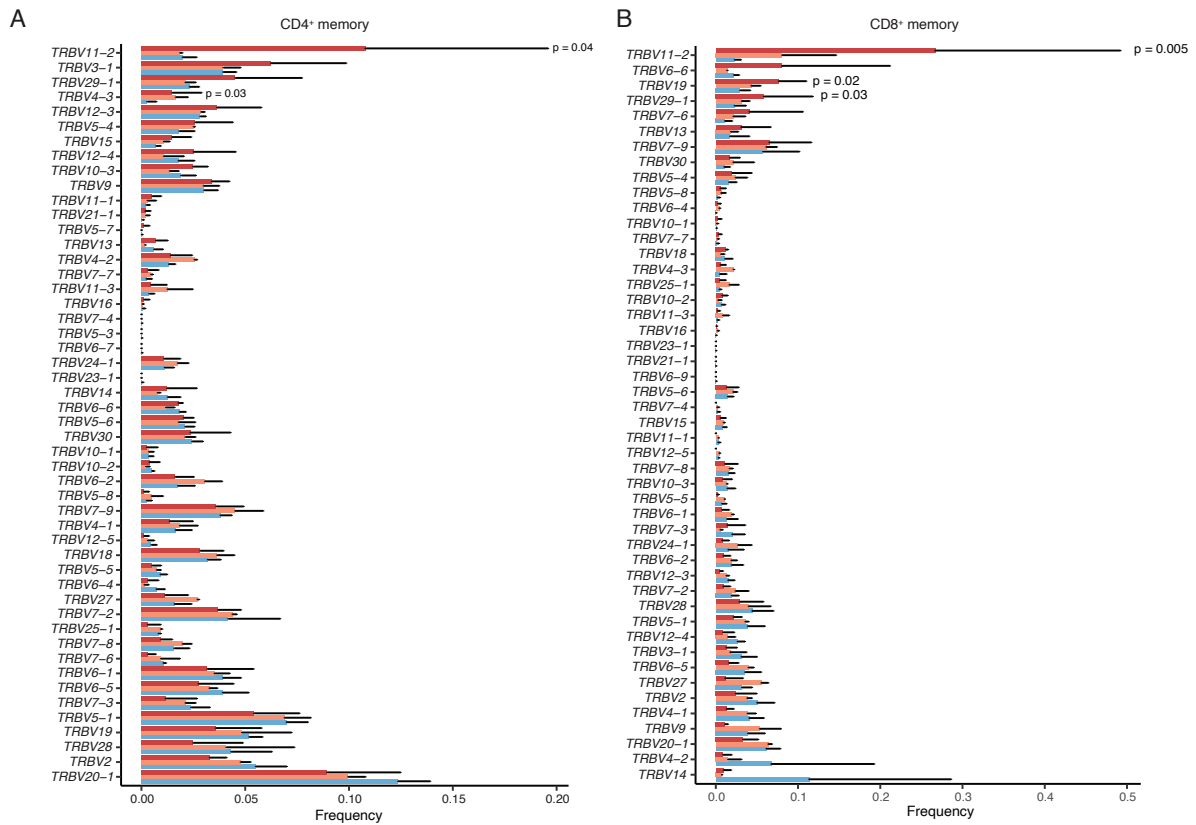 A
CD4+ memory
TRBV11-2
p = 0.04
TRBV3-1
TRBV29-1
TRBV4-3
p = 0.03
TRBV12-3
TRBV5-4
TRBV15
TRBV12-4
TRBV10-3
TRBV9
TRBV11-1
TRBV21-1
TRBV5-7
TRBV13
TRBV4-2
TRBV7-7
TRBV11-3
TRBV16
TRBV7-4
TRBV5-3
TRBV6-7
TRBV24-1
TRBV23-1
TRBV14
TRBV6-6
TRBV5-6
TRBV30
TRBV10-1
TRBV10-2
TRBV6-2
TRBV5-8
TRBV7-9
TRBV4-1
TRBV12-5
TRBV18
TRBV5-5
TRBV6-4
TRBV27
TRBV7-2
TRBV25-1
TRBV7-8
TRBV7-6
TRBV6-1
TRBV6-5
TRBV7-3
TRBV5-1
TRBV19
TRBV28
TRBV2
TRBV20-1
0.00 0.05 0.10 0.15 0.20
Frequency
B
CD8+ memory
TRBV11-2
p = 0.005
TRBV6-6
TRBV19
p = 0.02
TRBV29-1
p = 0.03
TRBV7-6
TRBV13
TRBV7-9
TRBV30
TRBV5-4
TRBV5-8
TRBV6-4
TRBV10-1
TRBV7-7
TRBV18
TRBV4-3
TRBV25-1
TRBV10-2
TRBV11-3
TRBV16
TRBV23-1
TRBV21-1
TRBV6-9
TRBV5-6
TRBV7-4
TRBV15
TRBV11-1
TRBV12-5
TRBV7-8
TRBV10-3
TRBV5-5
TRBV6-1
TRBV7-3
TRBV24-1
TRBV6-2
TRBV12-3
TRBV7-2
TRBV28
TRBV5-1
TRBV12-4
TRBV3-1
TRBV6-5
TRBV27
TRBV2
TRBV4-1
TRBV9
TRBV20-1
TRBV4-2
TRBV14
0.0 0.1 0.2 0.3 0.4 0.5
Frequency